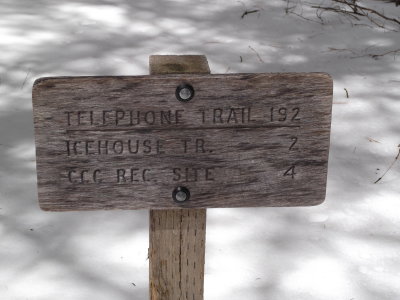 TELEPHONE TRAIL 192
ICEHOUSE TR. 2
CCC REC. SITE 4